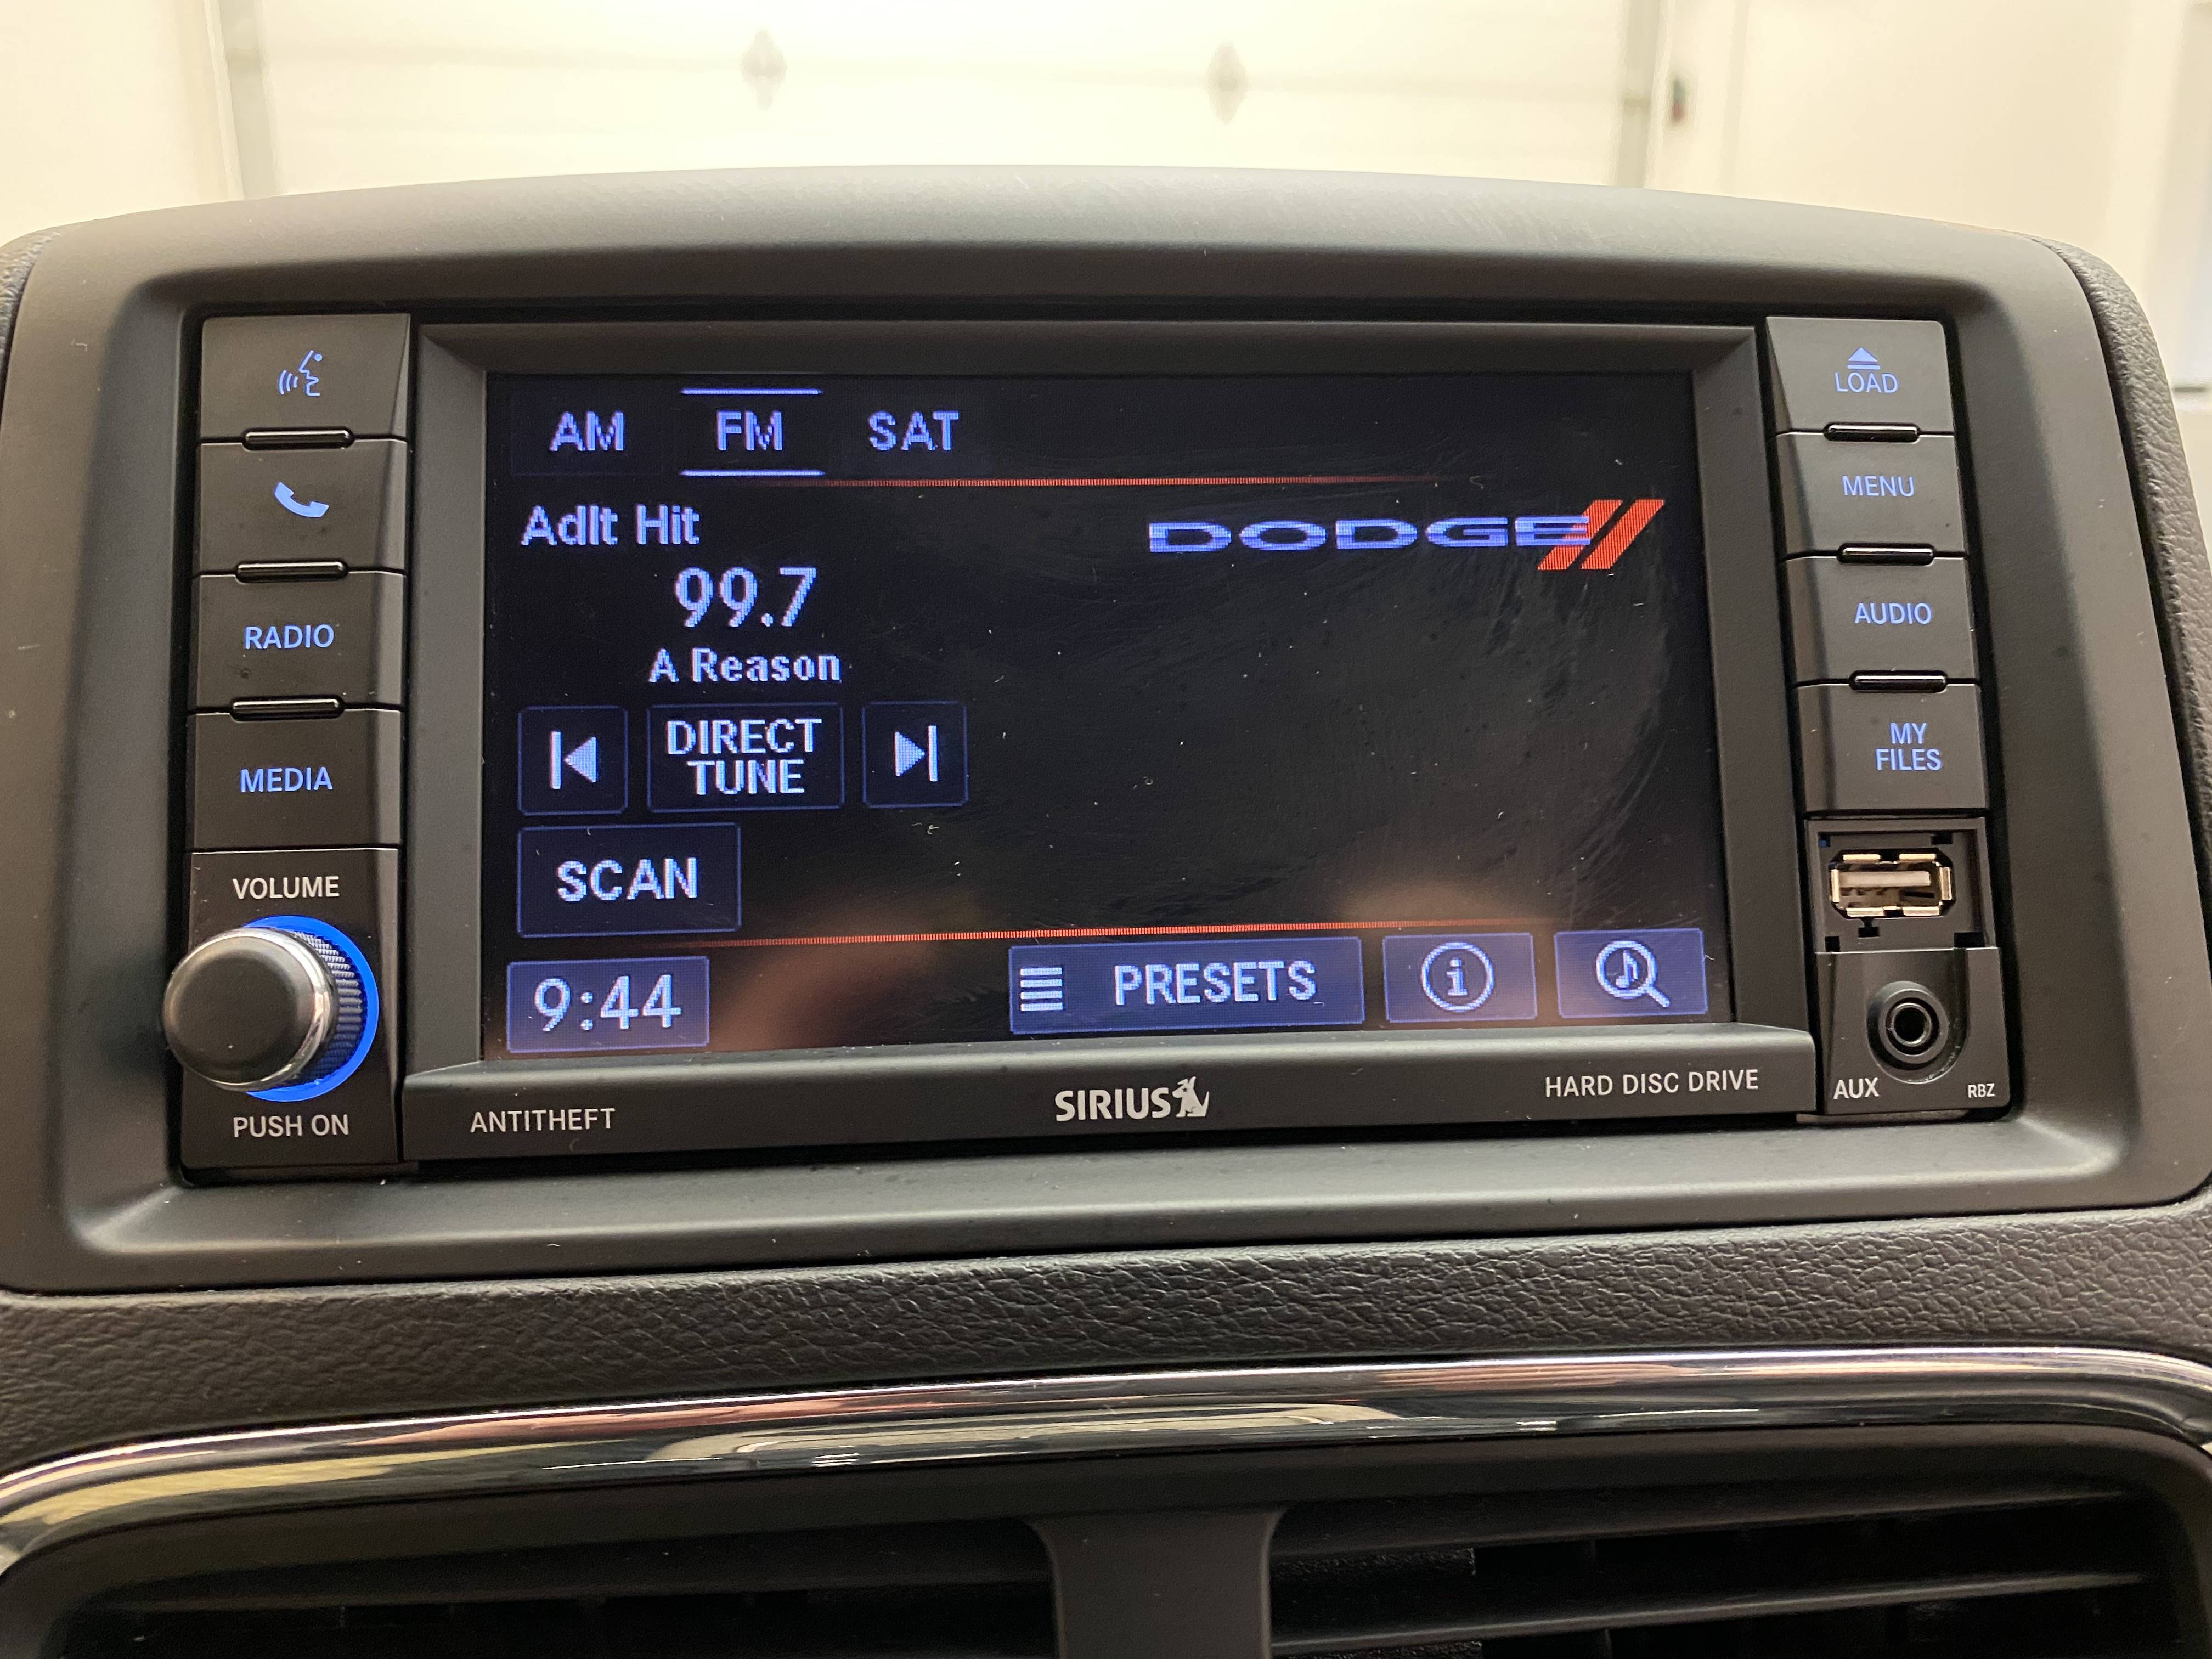 AM FM SAT
Adlt Hit
DODGE
99.7
A Reason
DIRECT
TUNE
SCAN
9:44
PRESETS
i
RADIO
MEDIA
VOLUME
PUSH ON
LOAD
MENU
AUDIO
MY
FILES
AUX
RBZ
ANTITHEFT
SIRIUS
HARD DISC DRIVE